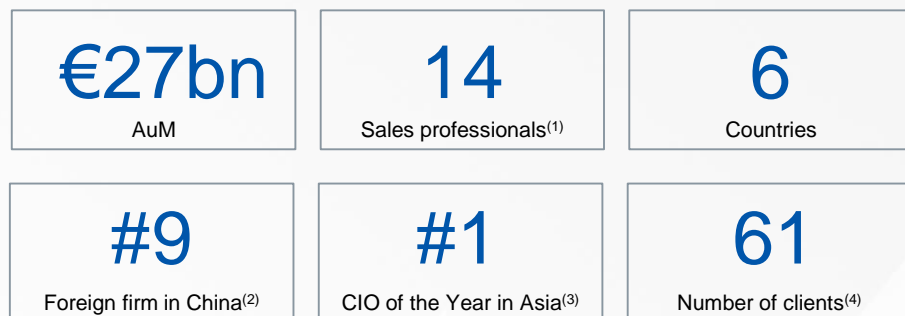 €27bn
AuM
14
Sales professionals(1)
6
Countries
#9
Foreign firm in China(2)
#1
CIO of the Year in Asia(3)
61
Number of clients(4)